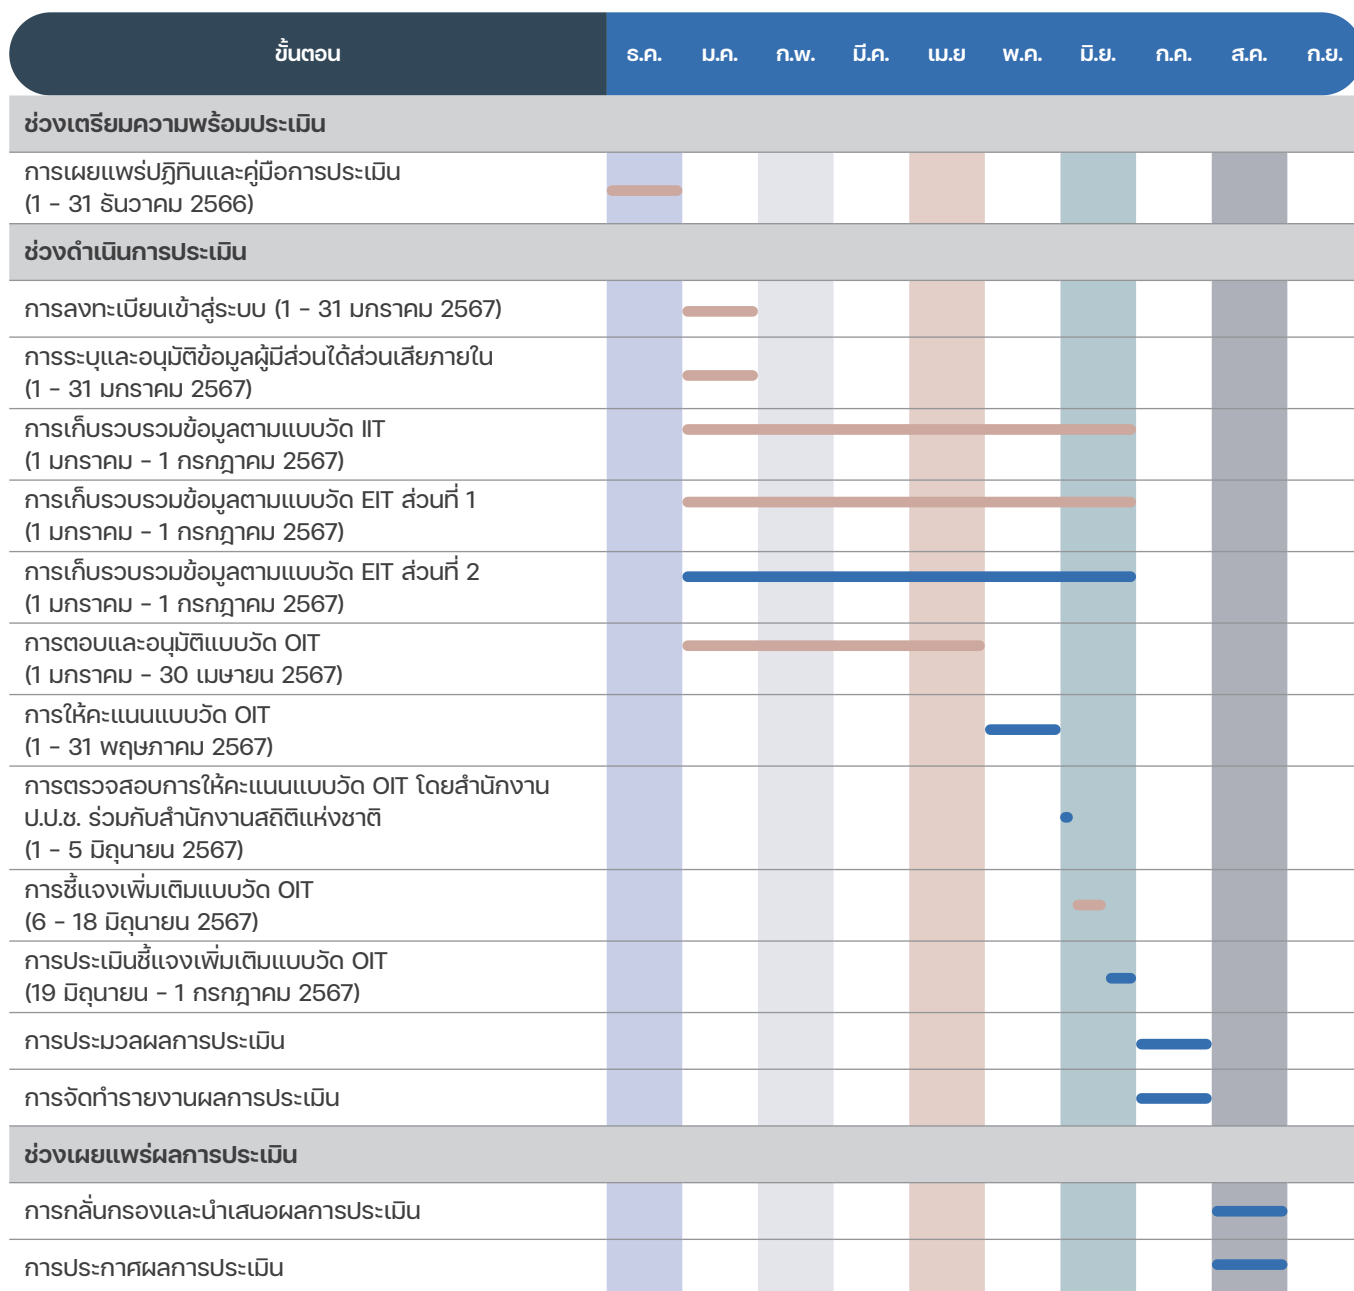 ขั้นตอน ธ.ค. ม.ค. ก.พ. มี.ค. เม.ย พ.ค. มิ.ย. ก.ค. ส.ค. ก.ย.
ช่วงเตรียมความพร้อมประเมิน
การเผยแพร่ปฏิทินและคู่มือการประเมิน
(1 - 31 ธันวาคม 2566)
ช่วงดำเนินการประเมิน
การลงทะเบียนเข้าสู่ระบบ (1 - 31 มกราคม 2567)
การระบุและอนุมัติข้อมูลผู้มีส่วนได้ส่วนเสียภายใน
(1 - 31 มกราคม 2567)
การเก็บรวบรวมข้อมูลตามแบบวัด IIT
(1 มกราคม - 1 กรกฎาคม 2567)
การเก็บรวบรวมข้อมูลตามแบบวัด EIT ส่วนที่ 1
(1 มกราคม - 1 กรกฎาคม 2567)
การเก็บรวบรวมข้อมูลตามแบบวัด EIT ส่วนที่ 2
(1 มกราคม - 1 กรกฎาคม 2567)
การตอบและอนุมัติแบบวัด OIT
(1 มกราคม - 30 เมษายน 2567)
การให้คะแนนแบบวัด OIT
(1 - 31 พฤษภาคม 2567)
การตรวจสอบการให้คะแนนแบบวัด OIT โดยสำนักงาน
ป.ป.ช. ร่วมกับสำนักงานสถิติแห่งชาติ
(1 - 5 มิถุนายน 2567)
การชี้แจงเพิ่มเติมแบบวัด OIT
(6 - 18 มิถุนายน 2567)
การประเมินชี้แจงเพิ่มเติมแบบวัด OIT
(19 มิถุนายน - 1 กรกฎาคม 2567)
การประมวลผลการประเมิน
การจัดทำรายงานผลการประเมิน
ช่วงเผยแพร่ผลการประเมิน
การกลั่นกรองและนำเสนอผลการประเมิน
การประกาศผลการประเมิน